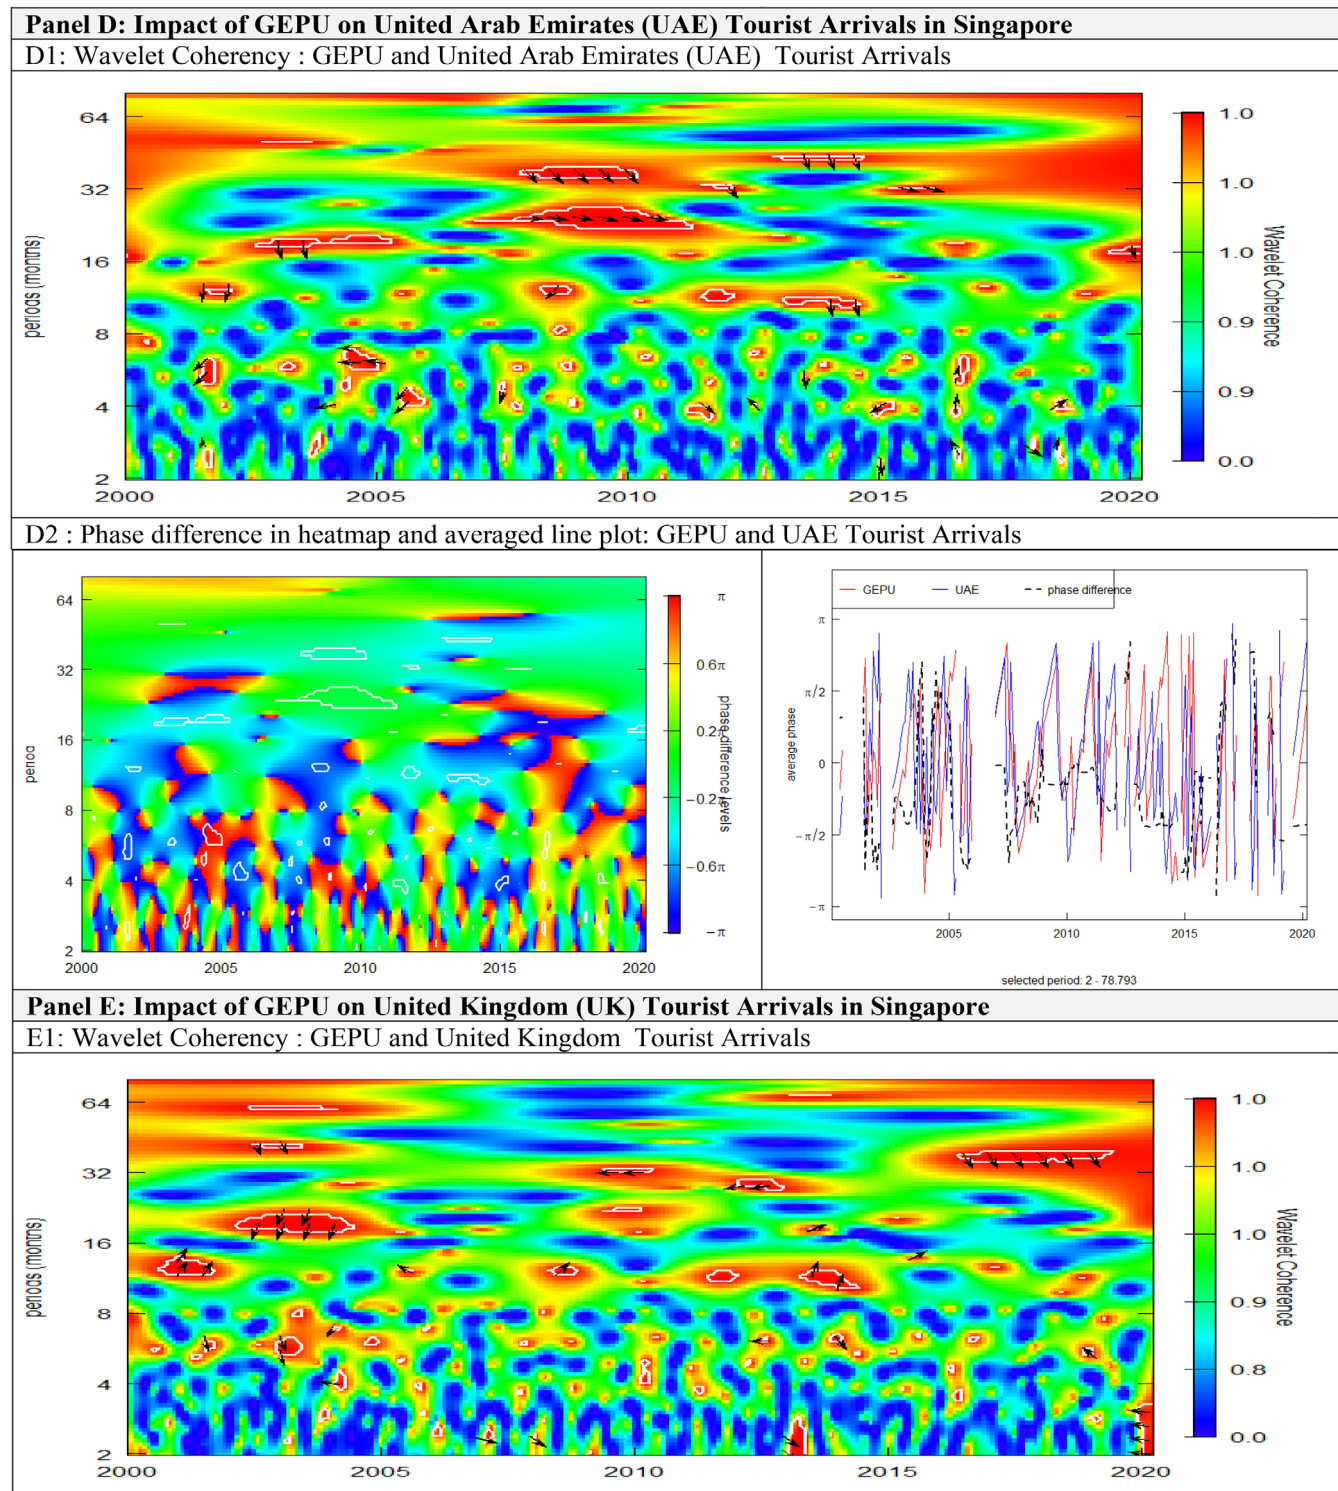 Panel D: Impact of GEPU on United Arab Emirates (UAE) Tourist Arrivals in Singapore
D1: Wavelet Coherency : GEPU and United Arab Emirates (UAE) Tourist Arrivals
64
32
16
8
4
2
periods (months)
2000 2005 2010 2015 2020
1.0
1.0
1.0
0.9
0.9
0.0
Wavelet Coherence
D2 : Phase difference in heatmap and averaged line plot: GEPU and UAE Tourist Arrivals
64
32
16
8
4
2
period
2000 2005 2010 2015 2020
π
0.6π
0.2π
−0.2π
−0.6π
−π
phase-difference levels
GEPU UAE phase difference
π
π/2
0
−π/2
−π
average phase
2005 2010 2015 2020
selected period: 2 - 78.793
Panel E: Impact of GEPU on United Kingdom (UK) Tourist Arrivals in Singapore
E1: Wavelet Coherency : GEPU and United Kingdom Tourist Arrivals
64
32
16
8
4
2
periods (months)
2000 2005 2010 2015 2020
1.0
1.0
1.0
0.9
0.8
0.0
Wavelet Coherence